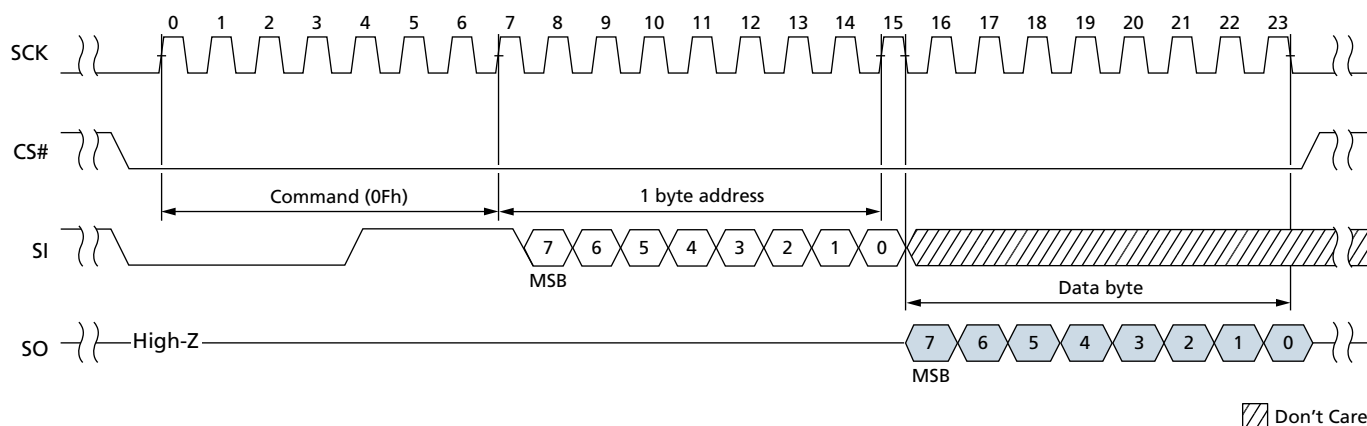 0 1 2 3 4 5 6 7 8 9 10 11 12 13 14 15 16 17 18 19 20 21 22 23
SCK
CS#
Command (0Fh) 1 byte address
SI 7 6 5 4 3 2 1 0
MSB Data byte
SO High-Z 7 6 5 4 3 2 1 0
MSB
Don't Care